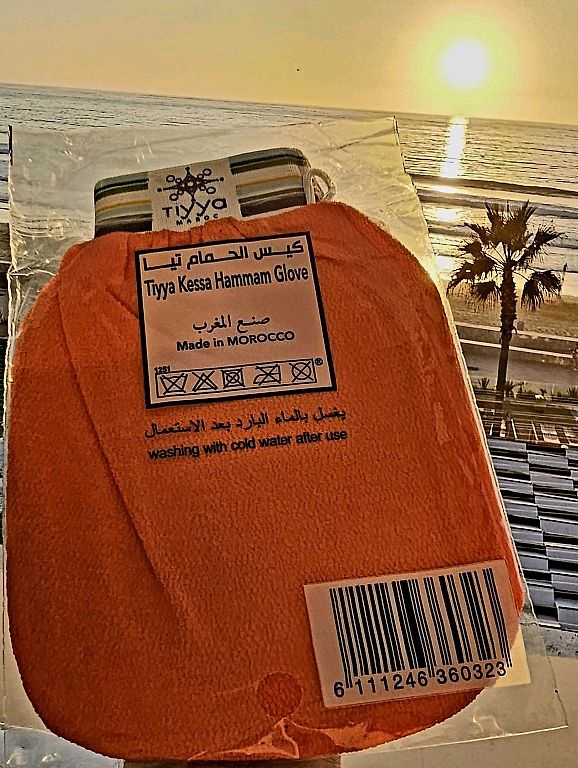 Tiyya
MAROC
كيس الحمام تيا
Tiyya Kessa Hammam Glove
صنع المغرب
Made in MOROCCO
1251
®
يغسل بالماء البارد بعد الاستعمال
washing with cold water after use
6 111246 360323